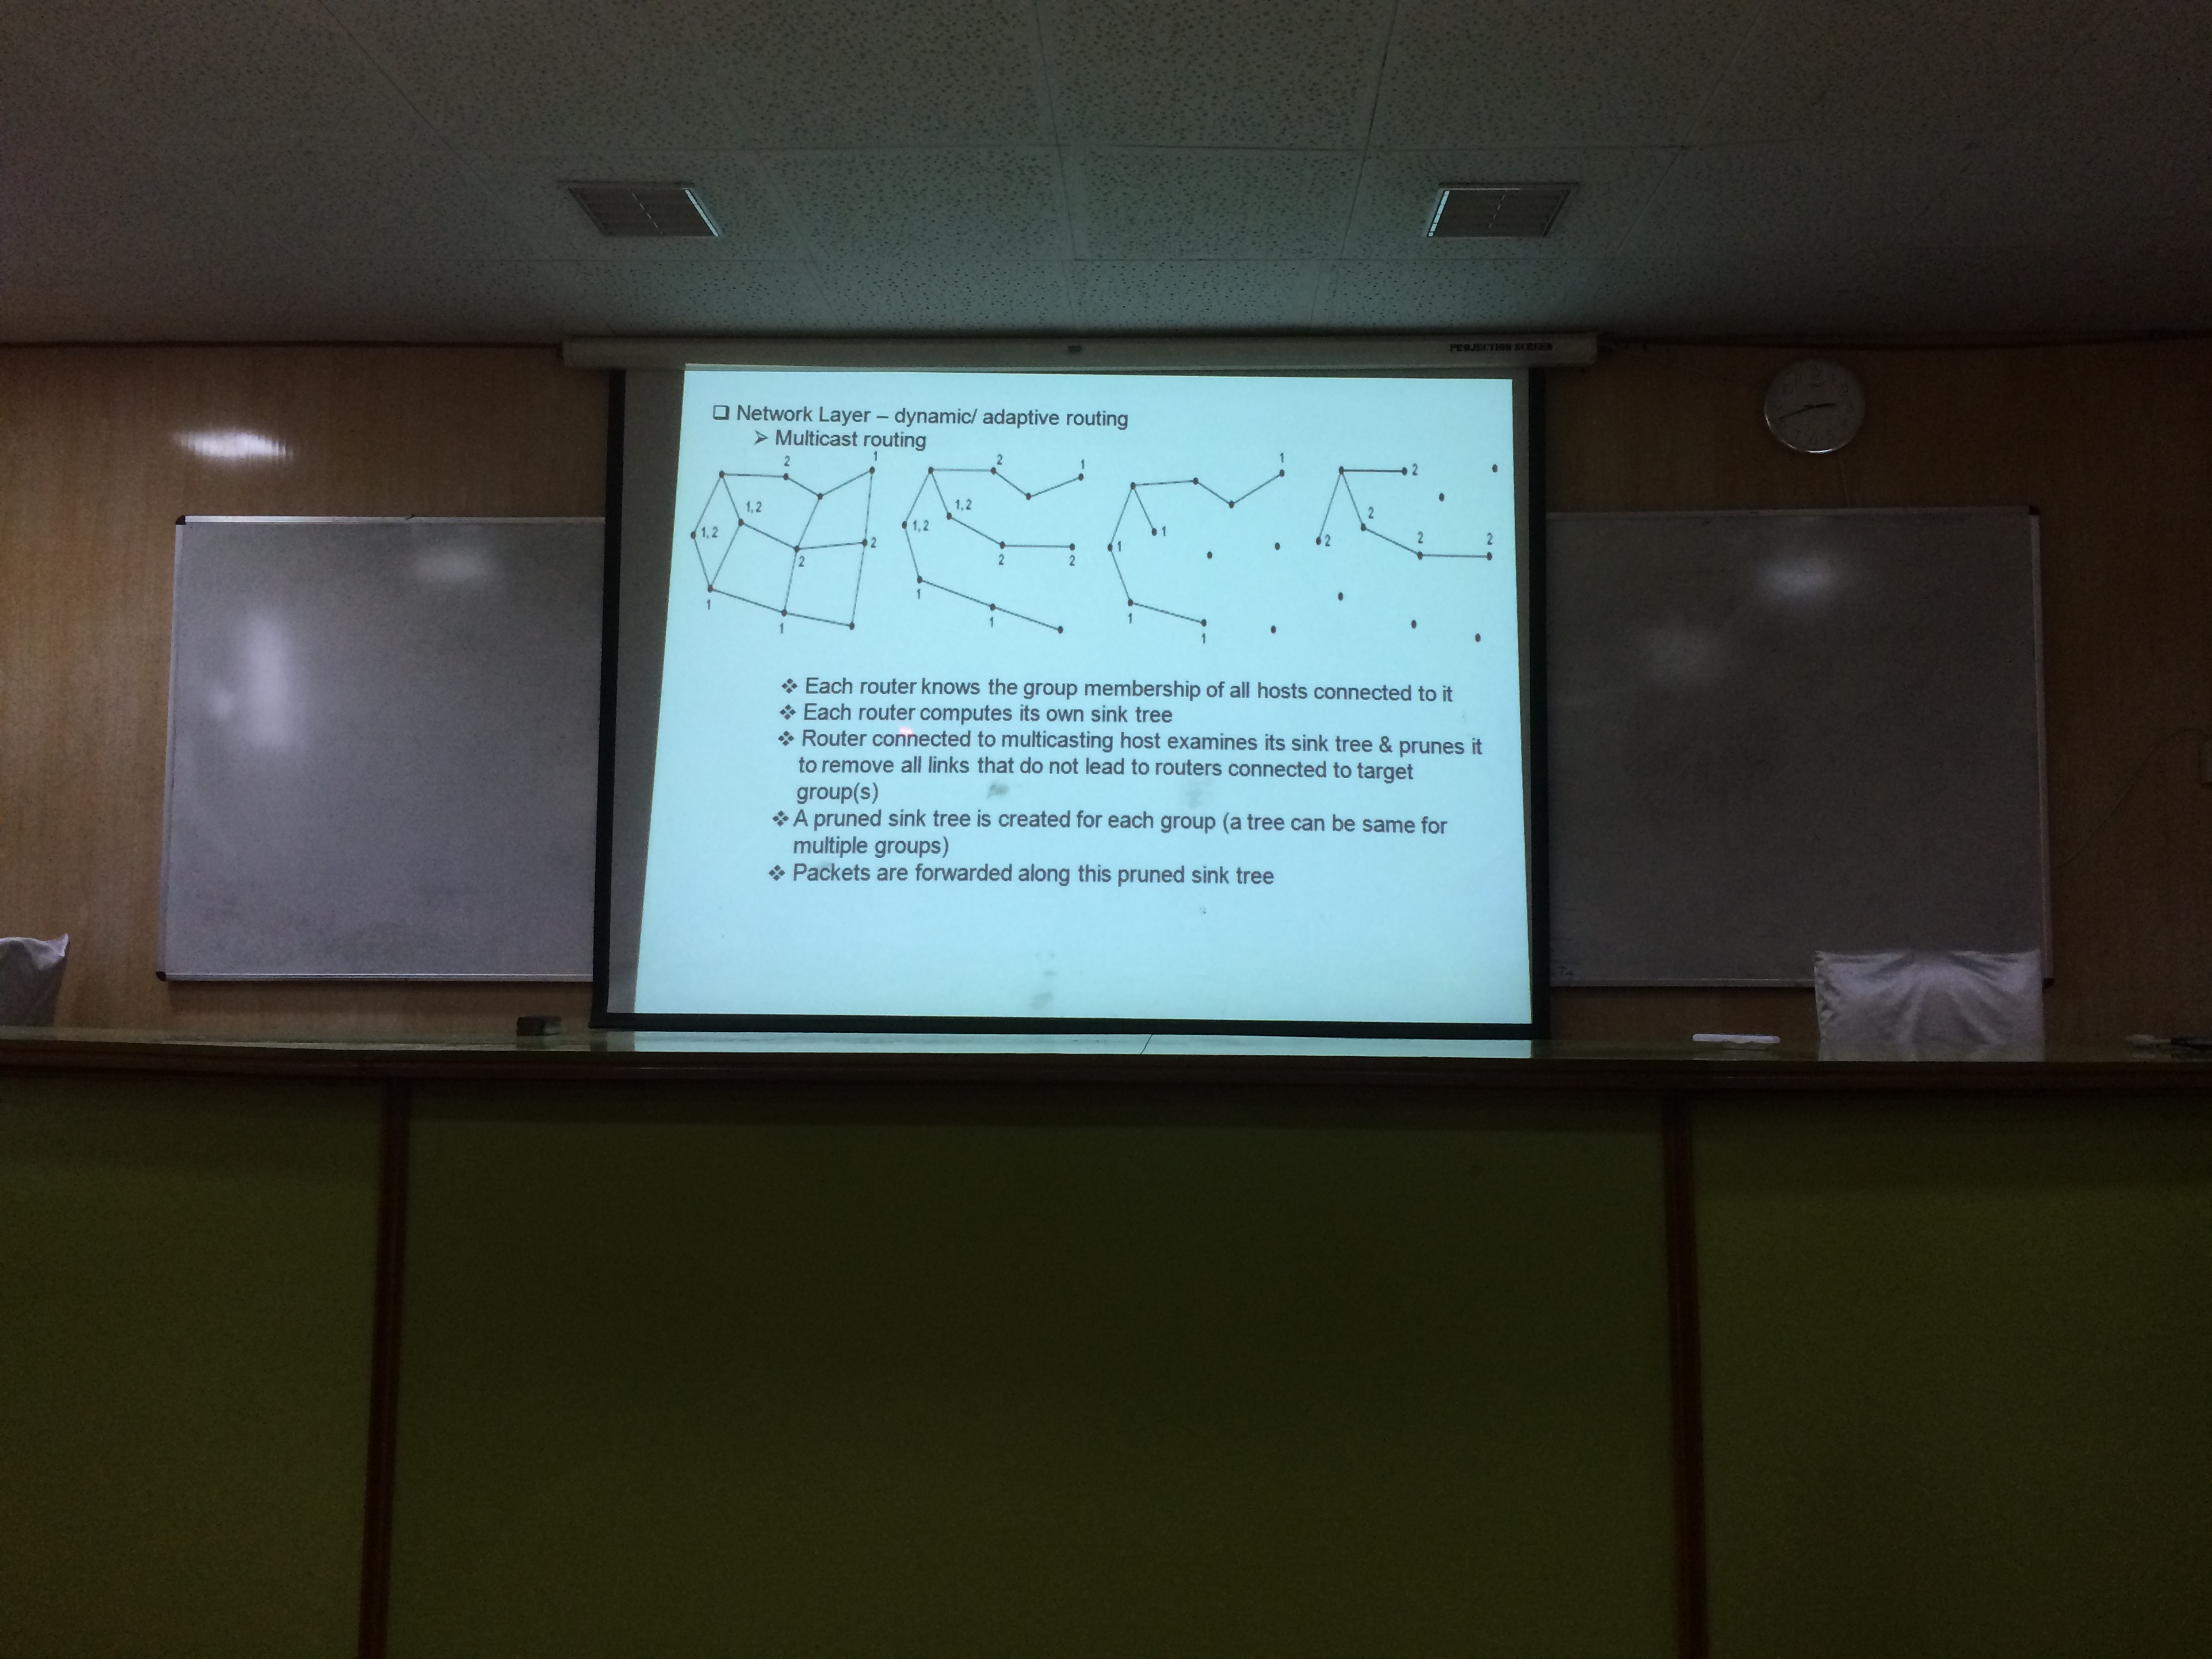 PROJECTION SCREEN
❑ Network Layer – dynamic/ adaptive routing
➢ Multicast routing
2 1 2 1 1 2
1,2 1,2 1 2
1,2 2 1,2 1 2 2 2
2 2 2
1 1 1
1 1 1
❖ Each router knows the group membership of all hosts connected to it
❖ Each router computes its own sink tree
❖ Router connected to multicasting host examines its sink tree & prunes it
to remove all links that do not lead to routers connected to target
group(s)
❖ A pruned sink tree is created for each group (a tree can be same for
multiple groups)
❖ Packets are forwarded along this pruned sink tree